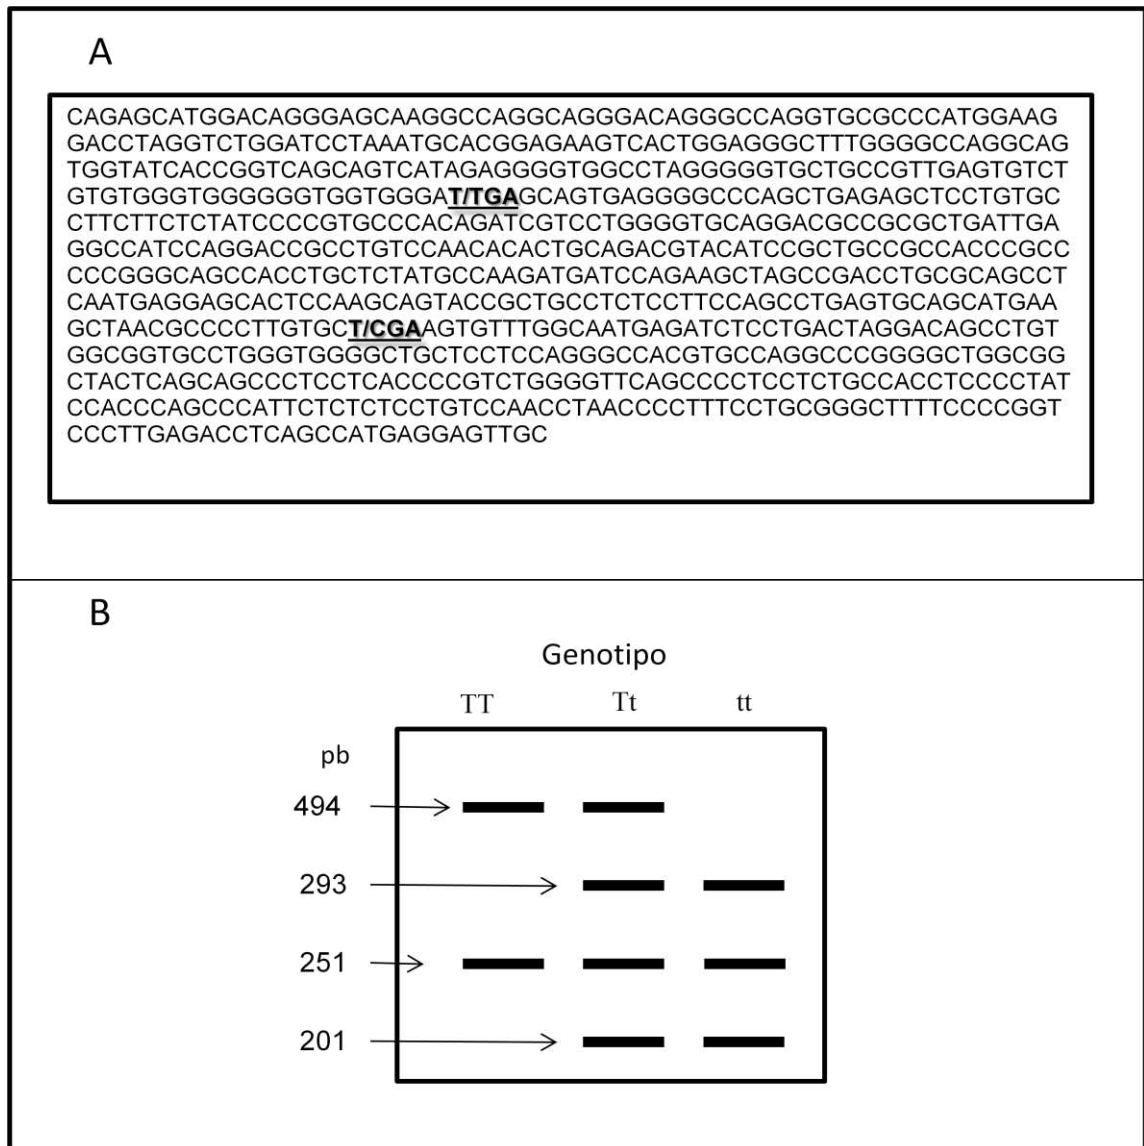 A
CAGAGCATGGACAGGGAGCAAGGCCAGGCAGGGACAGGGCCAGGTGCGCCCATGGAAG
GACCTAGGTCTGGATCCTAAATGCACGGAGAAGTCACTGGAGGGCTTTGGGGCCAGGCAG
TGGTATCACCGGTCAGCAGTCATAGAGGGGTGGCCTAGGGGGTGCTGCCGTTGAGTGTCT
GTGTGGGTGGGGGGTGGTGGGAT/TGAGCAGTGAGGGGCCCAGCTGAGAGCTCCTGTGC
CTTCTTCTCTATCCCCGTGCCCACAGATCGTCCTGGGGTGCAGGACGCCGCGCTGATTGA
GGCCATCCAGGACCGCCTGTCCAACACACTGCAGACGTACATCCGCTGCCGCCACCCGCC
CCCGGGCAGCCACCTGCTCTATGCCAAGATGATCCAGAAGCTAGCCGACCTGCGCAGCCT
CAATGAGGAGCACTCCAAGCAGTACCGCTGCCTCTCCTTCCAGCCTGAGTGCAGCATGAA
GCTAACGCCCCTTGTGCT/CGAAGTGTTTGGCAATGAGATCTCCTGACTAGGACAGCCTGT
GGCGGTGCCTGGGTGGGGCTGCTCCTCCAGGGCCACGTGCCAGGCCCGGGGCTGGCGG
CTACTCAGCAGCCCTCCTCACCCCGTCTGGGGTTCAGCCCCTCCTCTGCCACCTCCCCTAT
CCACCCAGCCCATTCTCTCTCCTGTCCAACCTAACCCCTTTCCTGCGGGCTTTTCCCCGGT
CCCTTGAGACCTCAGCCATGAGGAGTTGC
B
Genotipo
TT Tt tt
pb
494
293
251
201